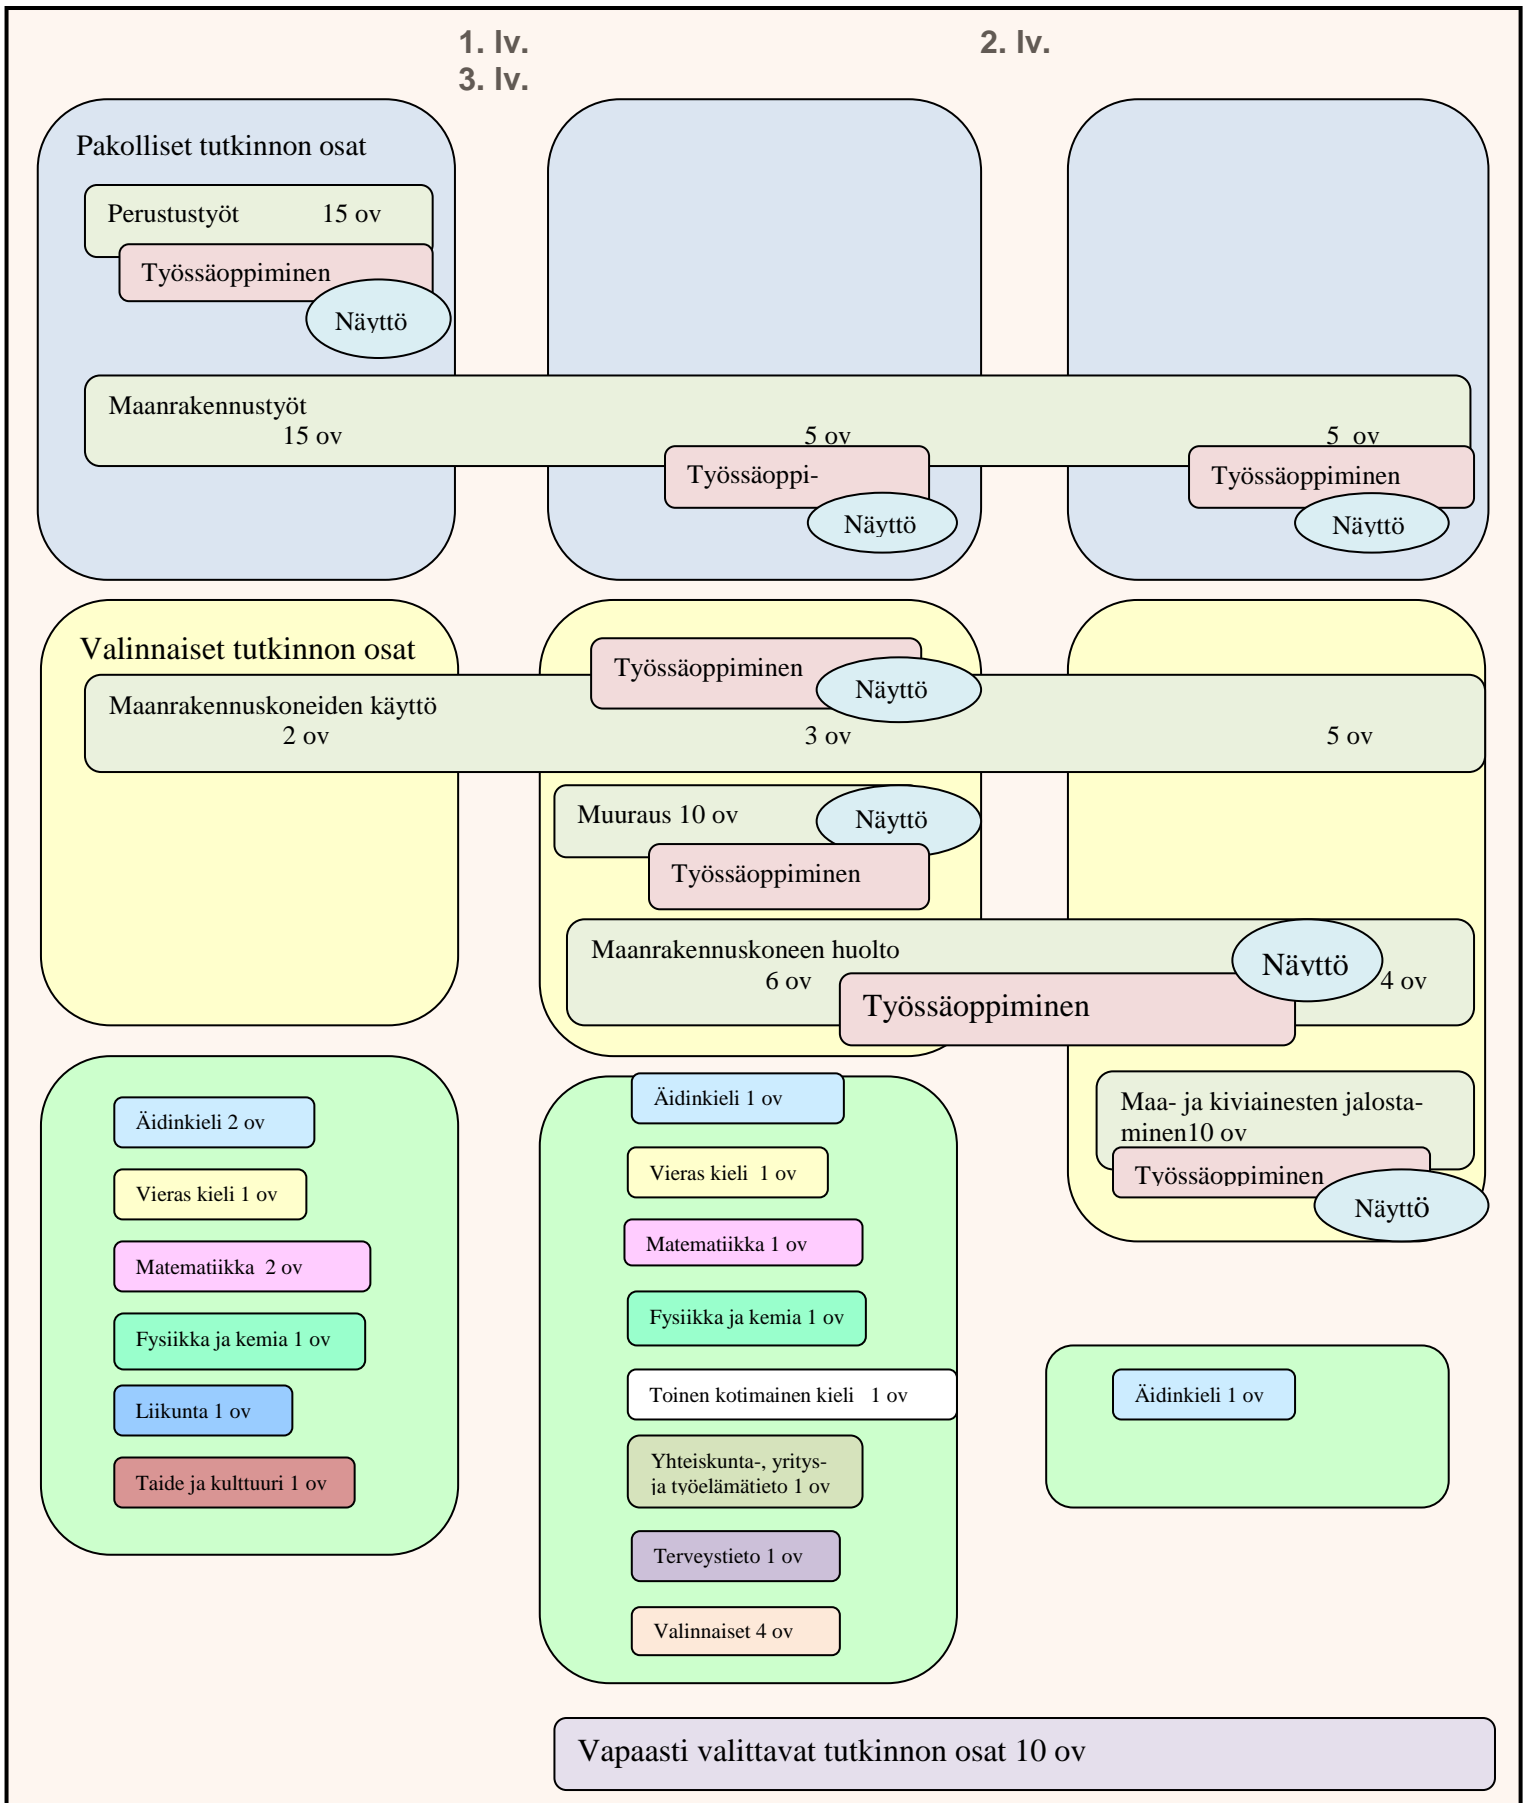 1. lv. 2. lv.
3. lv.
Pakolliset tutkinnon osat
Perustustyöt 15 ov
Työssäoppiminen
Näyttö
Maanrakennustyöt
15 ov 5 ov 5 ov
Työssäoppi- Työssäoppiminen
Näyttö Näyttö
Valinnaiset tutkinnon osat
Työssäoppiminen
Näyttö
Maanrakennuskoneiden käyttö
2 ov 3 ov 5 ov
Muuraus 10 ov
Näyttö
Työssäoppiminen
Maanrakennuskoneen huolto
6 ov 4 ov
Näyttö
Työssäoppiminen
Maa- ja kiviainesten jalosta-
minen10 ov
Työssäoppiminen
Näyttö
Äidinkieli 2 ov
Vieras kieli 1 ov
Matematiikka 2 ov
Fysiikka ja kemia 1 ov
Liikunta 1 ov
Taide ja kulttuuri 1 ov
Äidinkieli 1 ov
Vieras kieli 1 ov
Matematiikka 1 ov
Fysiikka ja kemia 1 ov
Toinen kotimainen kieli 1 ov
Yhteiskunta-, yritys-
ja työelämätieto 1 ov
Terveystieto 1 ov
Valinnaiset 4 ov
Äidinkieli 1 ov
Vapaasti valittavat tutkinnon osat 10 ov